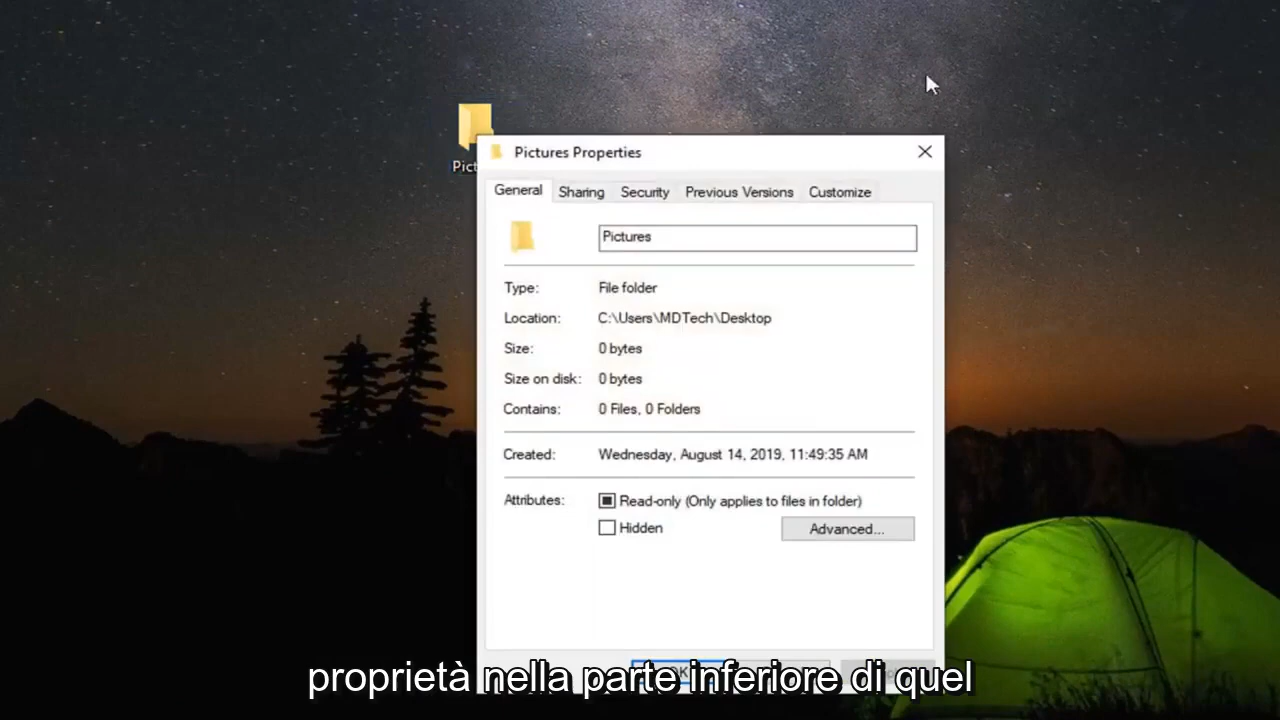 Pictures Properties
General Sharing Security Previous Versions Customize
Pictures
Type: File folder
Location: C:\Users\MDTech\Desktop
Size: 0 bytes
Size on disk: 0 bytes
Contains: 0 Files, 0 Folders
Created: Wednesday, August 14, 2019, 11:49:35 AM
Attributes: Read-only (Only applies to files in folder)
Hidden Advanced...
proprietà nella parte inferiore di quel